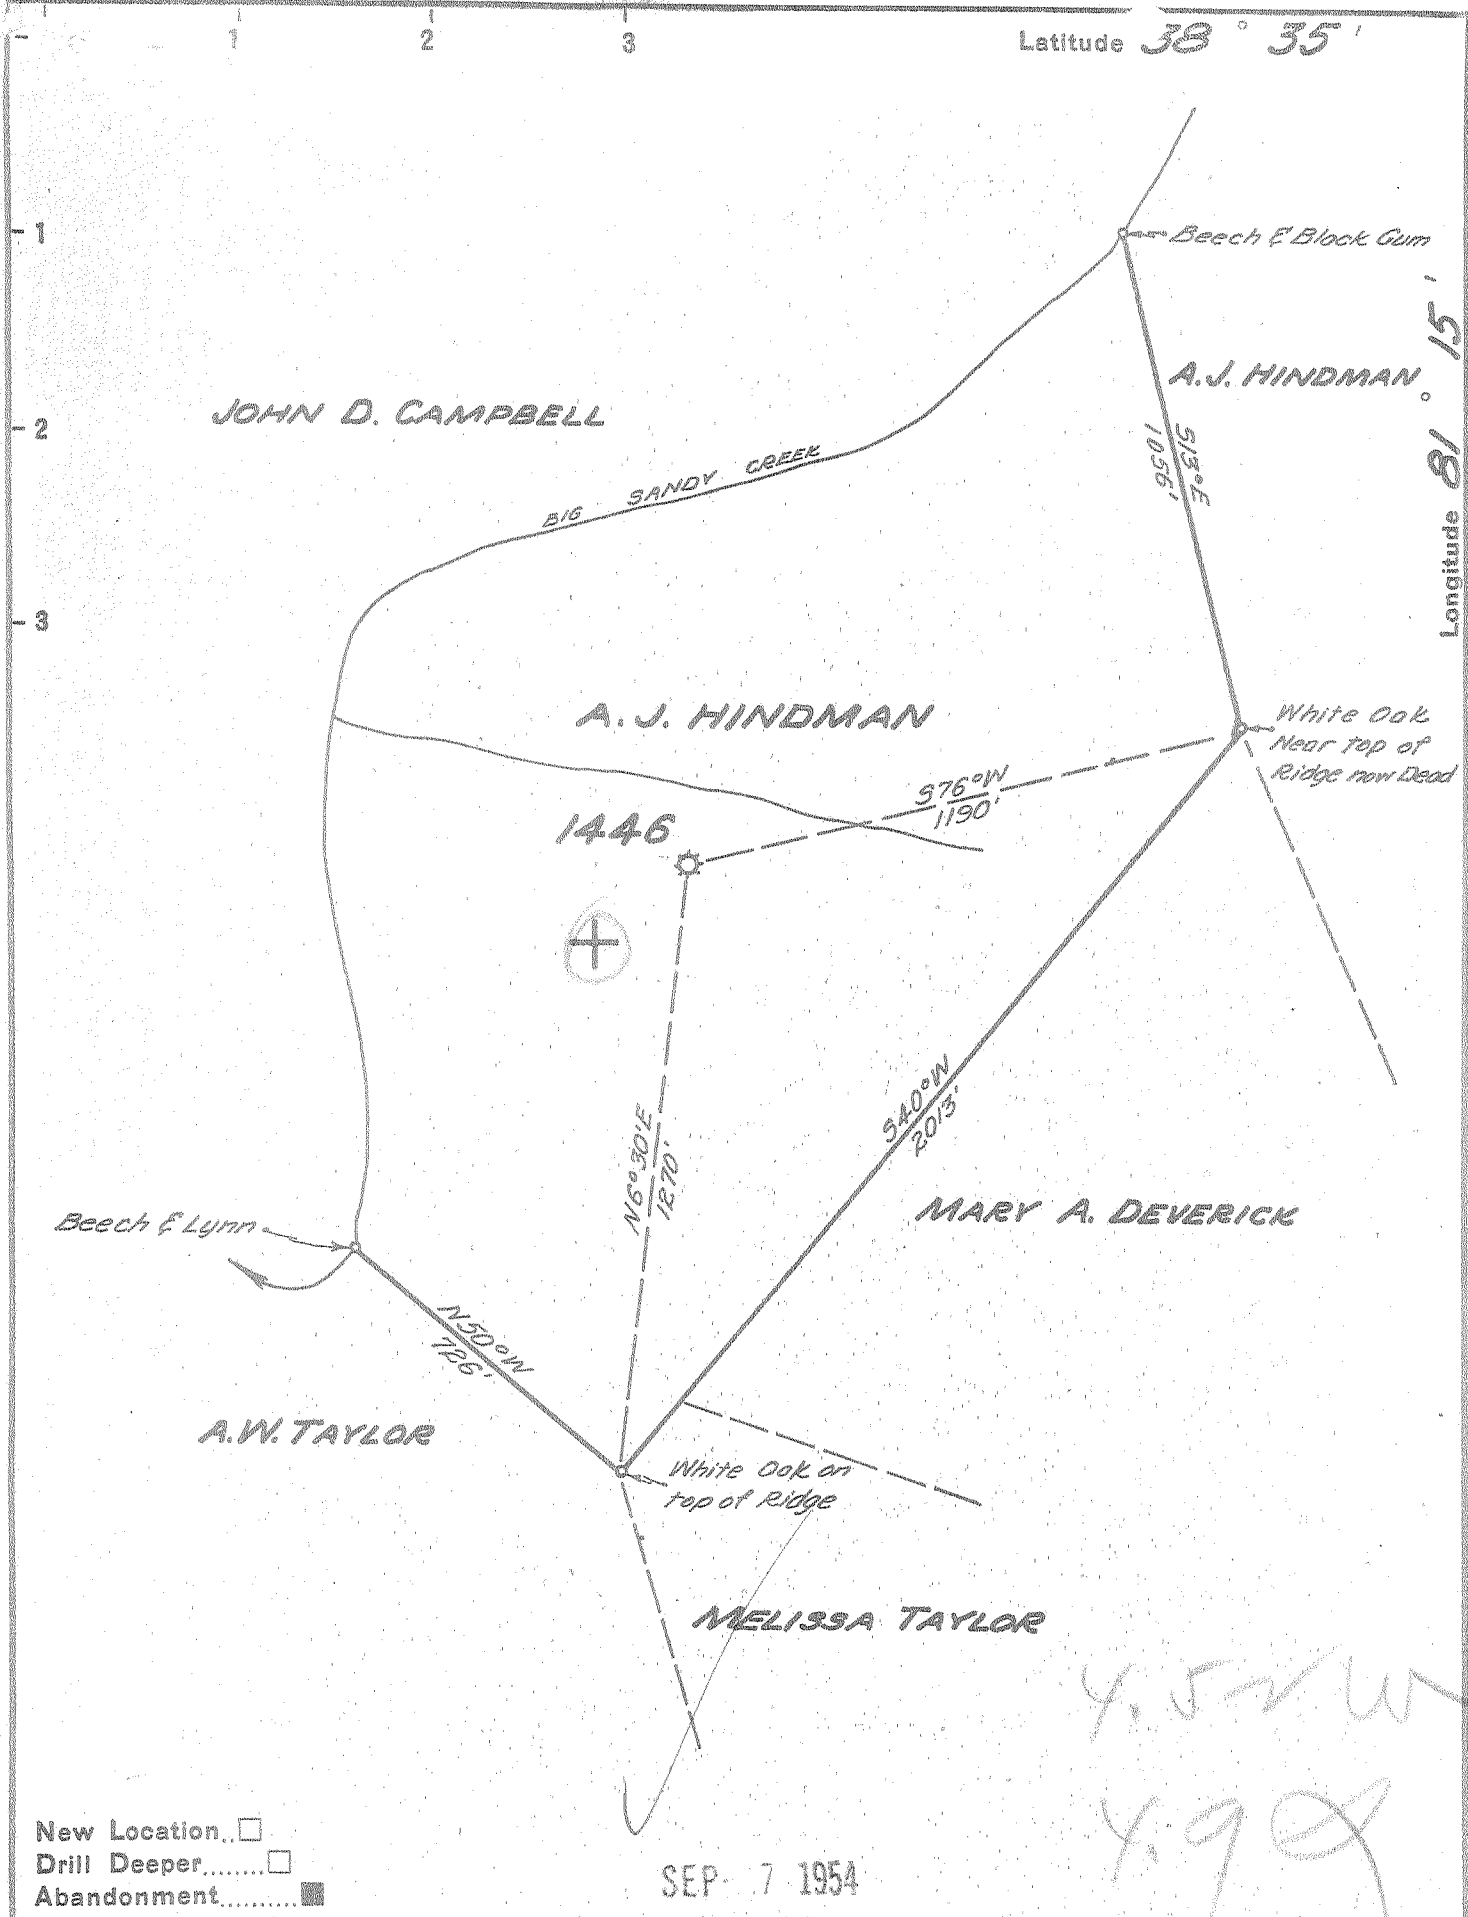 1 2 3
Latitude 38° 35'
1
2
3
Beech & Black Gum
A.J. HINDMAN
Longitude 81° 15'
S13°E
1056'
JOHN D. CAMPBELL
BIG SANDY CREEK
A. J. HINDMAN
White Oak
Near top of
Ridge now Dead
S76°W
1190'
1446
S40°W
2013'
N6°30'E
1270'
MARY A. DEVERICK
Beech & Lynn
N50°W
726'
A.W. TAYLOR
White Oak on
top of Ridge
MELISSA TAYLOR
New Location..
Drill Deeper........
Abandonment..........
SEP 7 1954